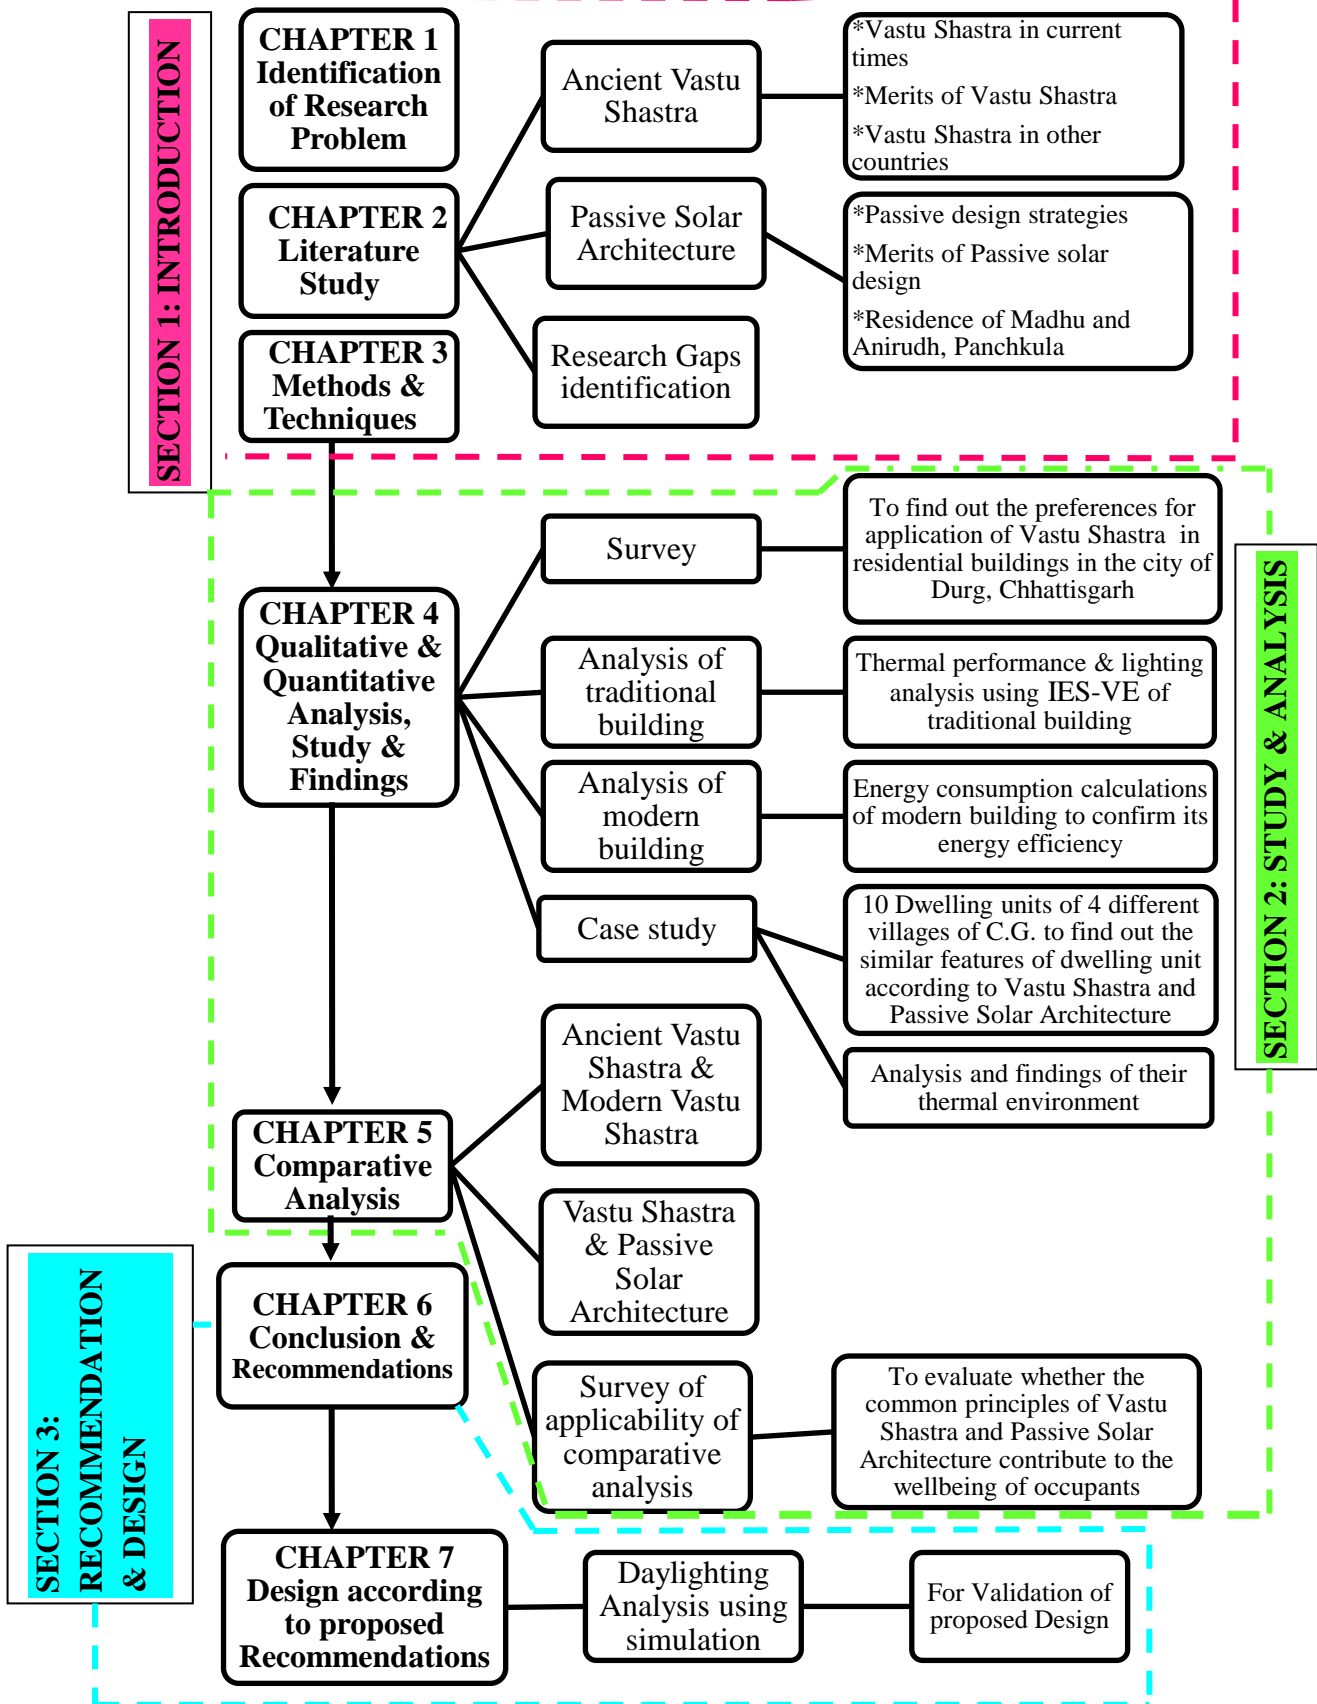 SECTION 1: INTRODUCTION
CHAPTER 1
Identification
of Research
Problem
CHAPTER 2
Literature
Study
CHAPTER 3
Methods &
Techniques
Ancient Vastu
Shastra
*Vastu Shastra in current
times
*Merits of Vastu Shastra
*Vastu Shastra in other
countries
Passive Solar
Architecture
*Passive design strategies
*Merits of Passive solar
design
*Residence of Madhu and
Anirudh, Panchkula
Research Gaps
identification
SECTION 2: STUDY & ANALYSIS
CHAPTER 4
Qualitative &
Quantitative
Analysis,
Study &
Findings
Survey
To find out the preferences for
application of Vastu Shastra in
residential buildings in the city of
Durg, Chhattisgarh
Analysis of
traditional
building
Thermal performance & lighting
analysis using IES-VE of
traditional building
Analysis of
modern
building
Energy consumption calculations
of modern building to confirm its
energy efficiency
Case study
10 Dwelling units of 4 different
villages of C.G. to find out the
similar features of dwelling unit
according to Vastu Shastra and
Passive Solar Architecture
Analysis and findings of their
thermal environment
CHAPTER 5
Comparative
Analysis
Ancient Vastu
Shastra &
Modern Vastu
Shastra
Vastu Shastra
& Passive
Solar
Architecture
Survey of
applicability of
comparative
analysis
To evaluate whether the
common principles of Vastu
Shastra and Passive Solar
Architecture contribute to the
wellbeing of occupants
SECTION 3:
RECOMMENDATION
& DESIGN
CHAPTER 6
Conclusion &
Recommendations
CHAPTER 7
Design according
to proposed
Recommendations
Daylighting
Analysis using
simulation
For Validation of
proposed Design